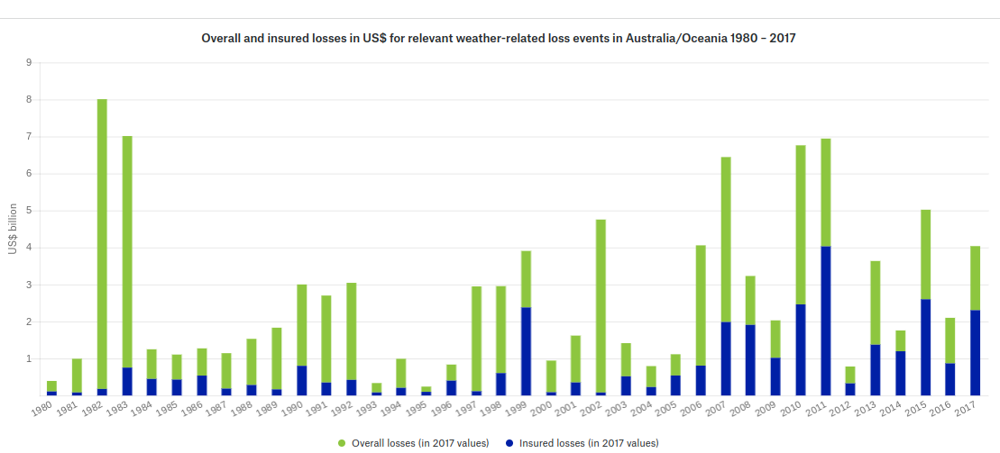 Overall and insured losses in US$ for relevant weather-related loss events in Australia/Oceania 1980 – 2017
9
8
7
6
5
4
3
2
1
US$ billion
1980 1981 1982 1983 1984 1985 1986 1987 1988 1989 1990 1991 1992 1993 1994 1995 1996 1997 1998 1999 2000 2001 2002 2003 2004 2005 2006 2007 2008 2009 2010 2011 2012 2013 2014 2015 2016 2017
Overall losses (in 2017 values) Insured losses (in 2017 values)